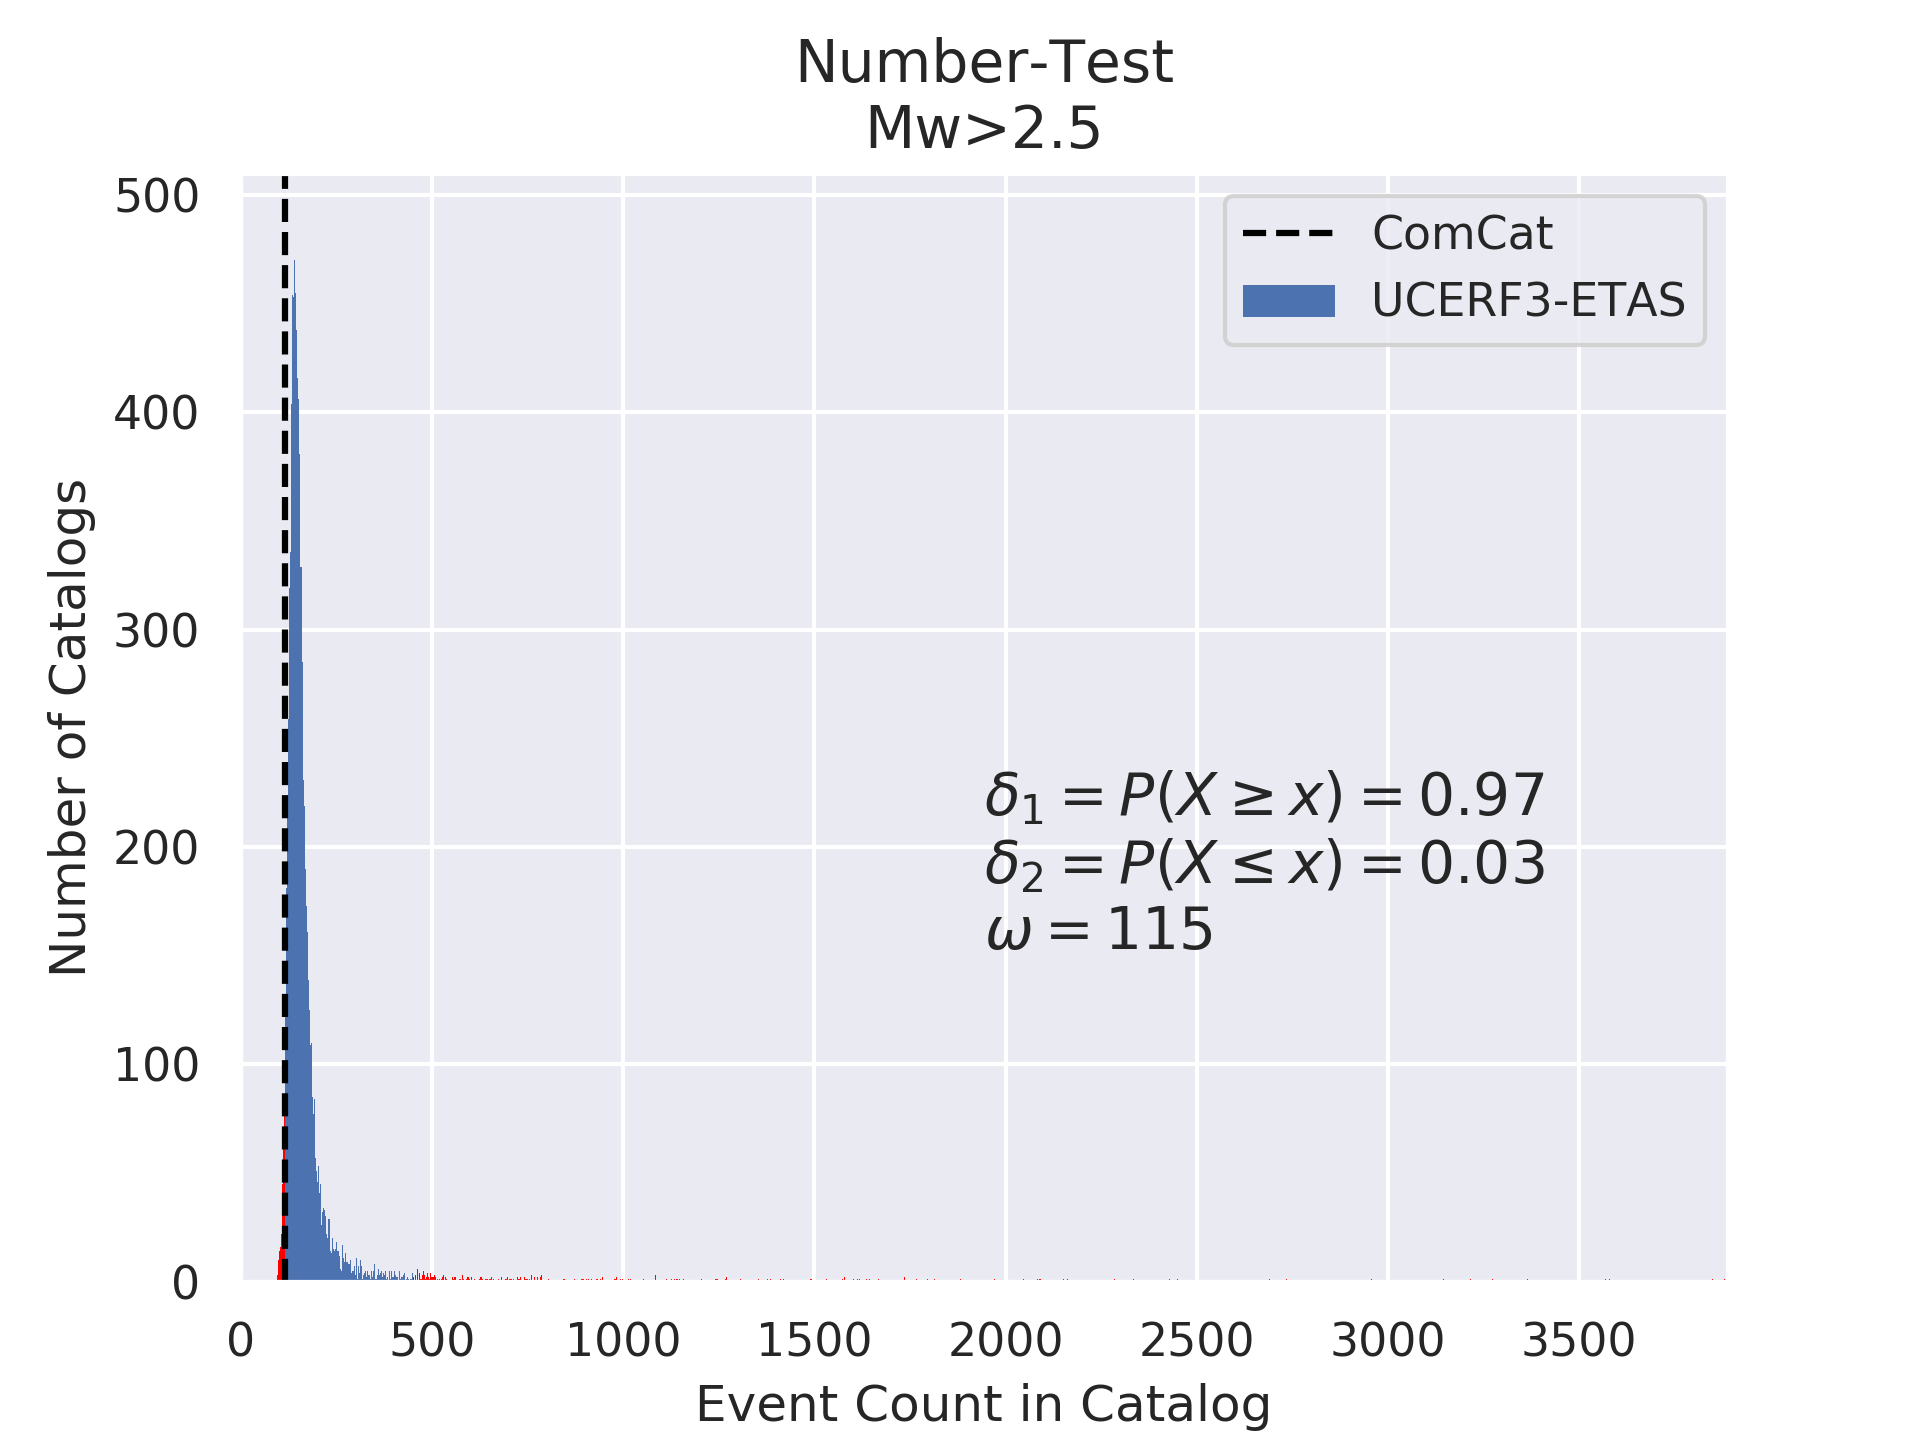 Number-Test
Mw>2.5
500
400
300
200
100
0
Number of Catalogs
ComCat
UCERF3-ETAS
δ₁ = P(X ≥ x) = 0.97
δ₂ = P(X ≤ x) = 0.03
ω = 115
0 500 1000 1500 2000 2500 3000 3500
Event Count in Catalog